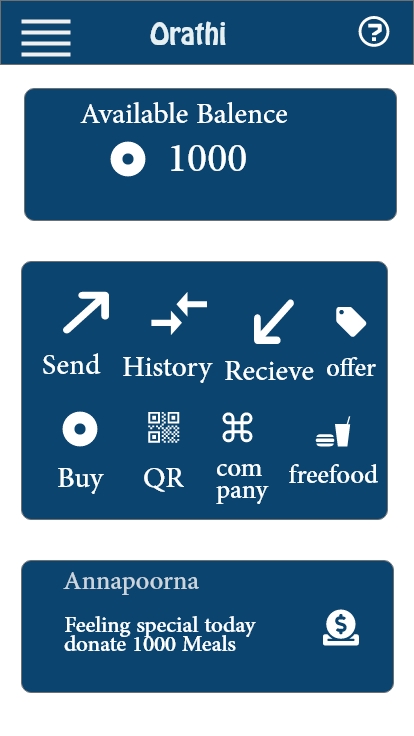 Orathi
Available Balence
1000
Send
History
Recieve
offer
Buy
QR
com
pany
freefood
Annapoorna
Feeling special today
donate 1000 Meals